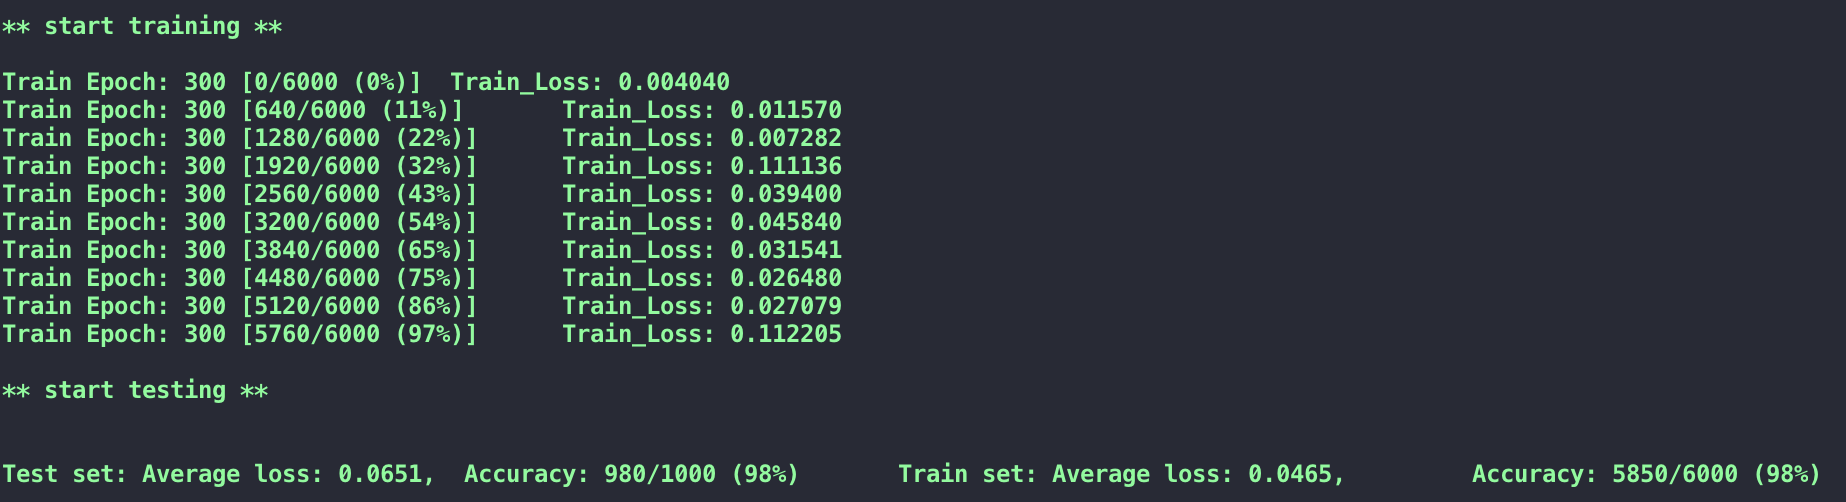 ** start training **
Train Epoch: 300 [0/6000 (0%)]  Train_Loss: 0.004040
Train Epoch: 300 [640/6000 (11%)]       Train_Loss: 0.011570
Train Epoch: 300 [1280/6000 (22%)]      Train_Loss: 0.007282
Train Epoch: 300 [1920/6000 (32%)]      Train_Loss: 0.111136
Train Epoch: 300 [2560/6000 (43%)]      Train_Loss: 0.039400
Train Epoch: 300 [3200/6000 (54%)]      Train_Loss: 0.045840
Train Epoch: 300 [3840/6000 (65%)]      Train_Loss: 0.031541
Train Epoch: 300 [4480/6000 (75%)]      Train_Loss: 0.026480
Train Epoch: 300 [5120/6000 (86%)]      Train_Loss: 0.027079
Train Epoch: 300 [5760/6000 (97%)]      Train_Loss: 0.112205
** start testing **
Test set: Average loss: 0.0651,  Accuracy: 980/1000 (98%)       Train set: Average loss: 0.0465,         Accuracy: 5850/6000 (98%)